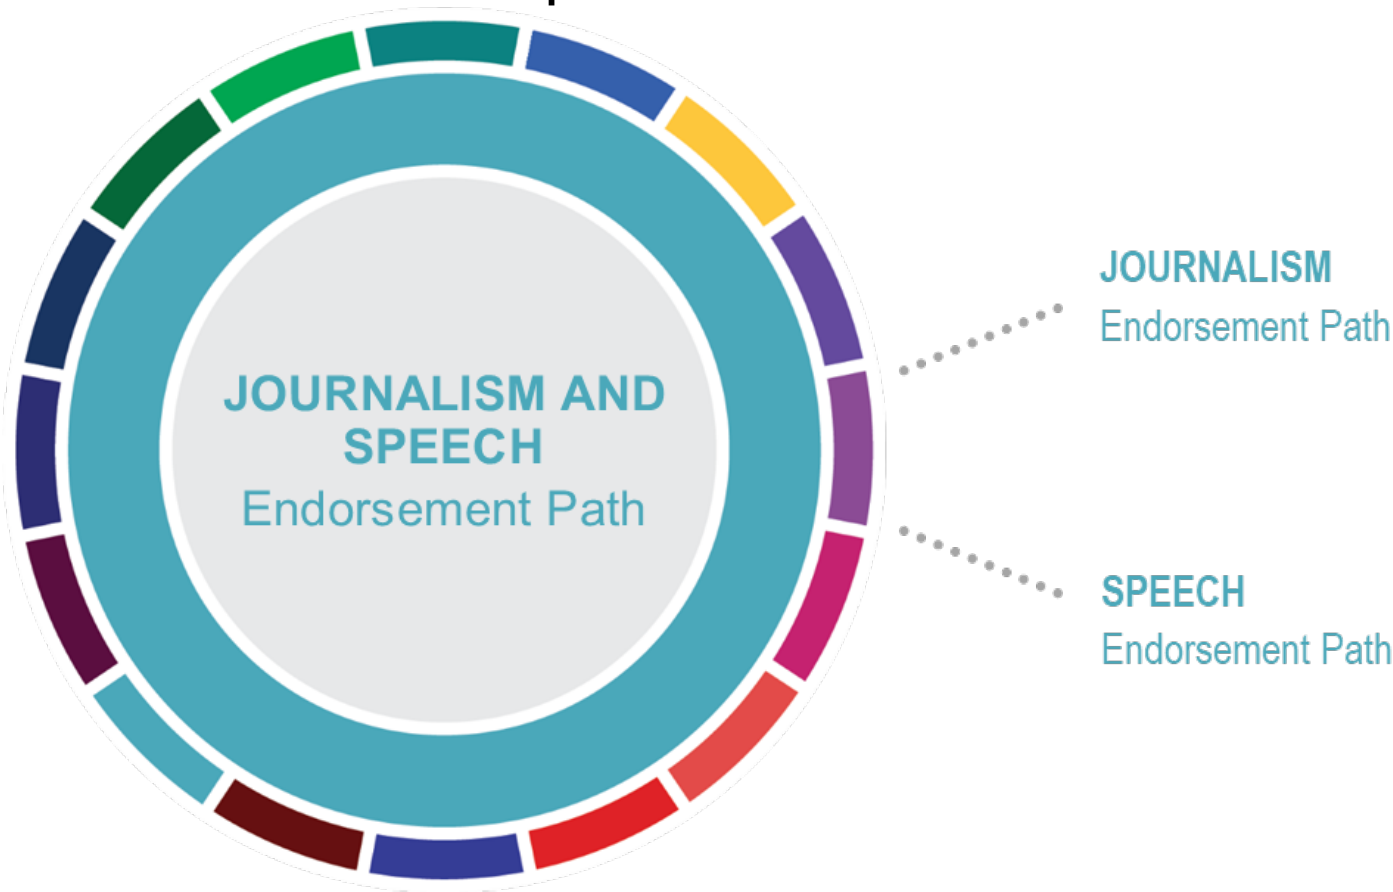 JOURNALISM AND
SPEECH
Endorsement Path
JOURNALISM
Endorsement Path
SPEECH
Endorsement Path